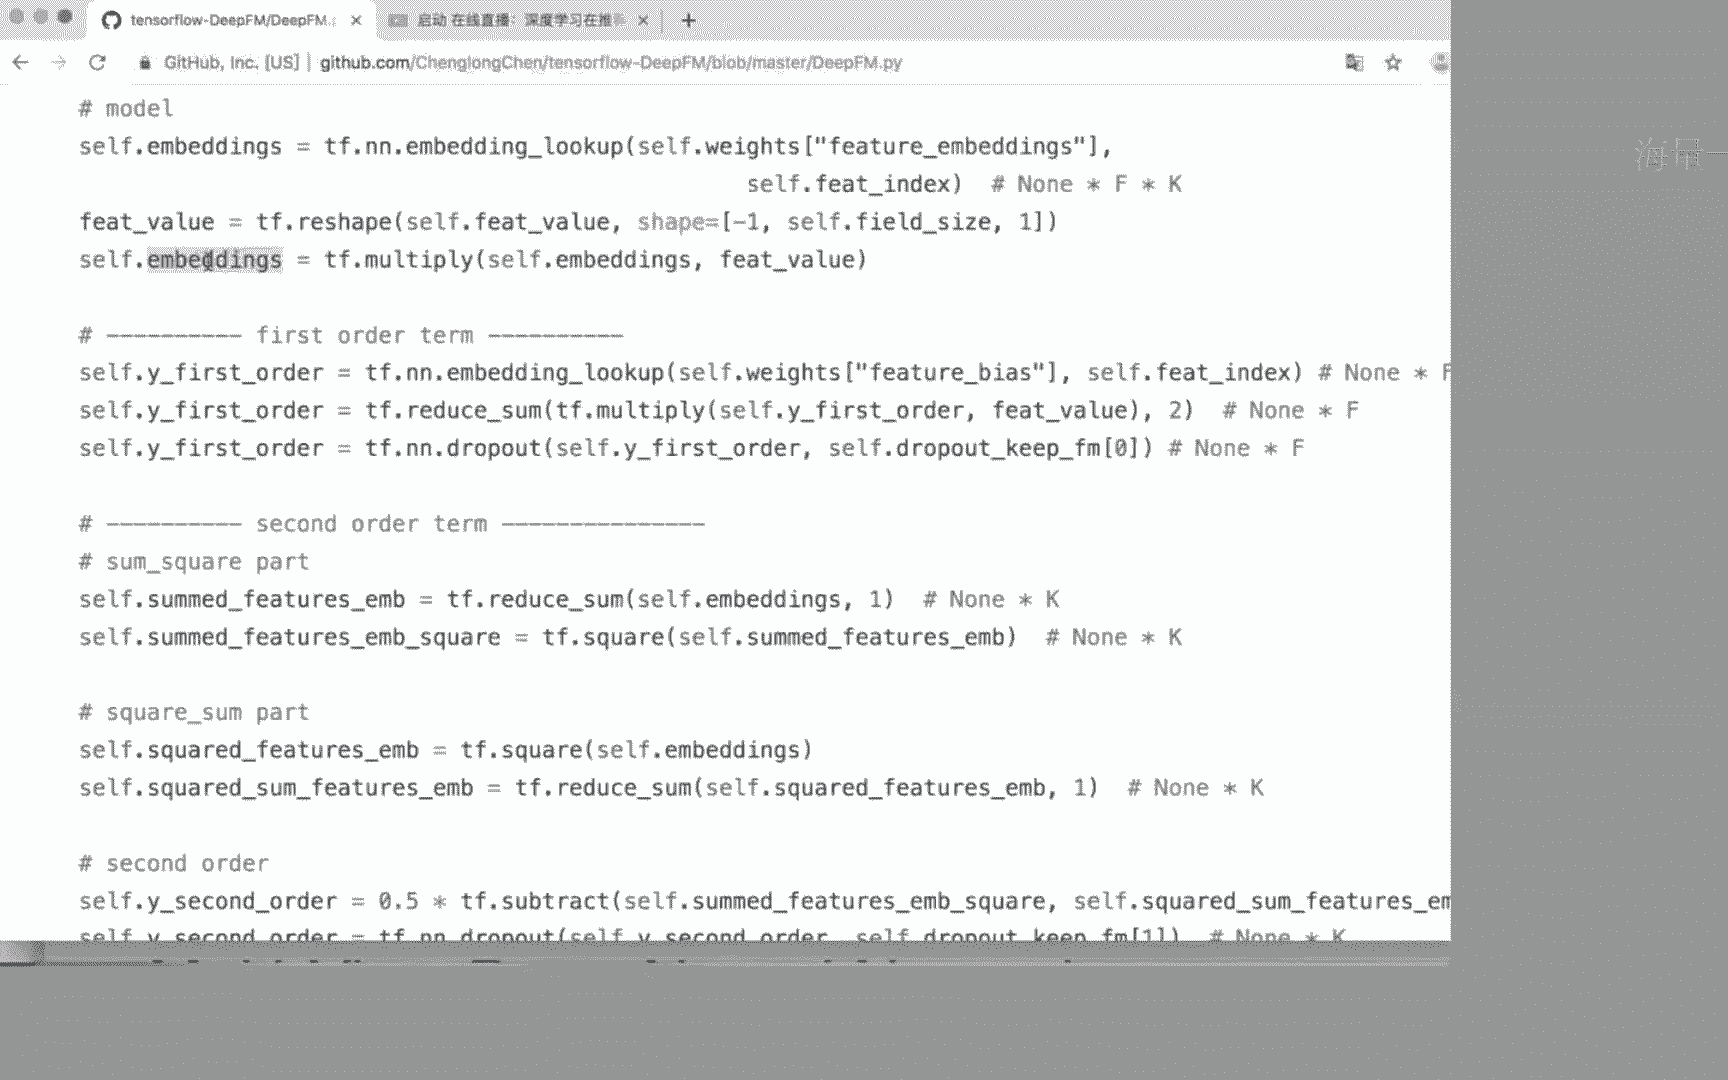 tensorflow-DeepFM/DeepFM.
启动 在线直播：深度学习在推
GitHub, Inc. [US] | github.com/ChenglongChen/tensorflow-DeepFM/blob/master/DeepFM.py
# model
self.embeddings = tf.nn.embedding_lookup(self.weights["feature_embeddings"],
self.feat_index)  # None * F * K
feat_value = tf.reshape(self.feat_value, shape=[-1, self.field_size, 1])
self.embeddings = tf.multiply(self.embeddings, feat_value)
# ---------- first order term ----------
self.y_first_order = tf.nn.embedding_lookup(self.weights["feature_bias"], self.feat_index) # None * F
self.y_first_order = tf.reduce_sum(tf.multiply(self.y_first_order, feat_value), 2)  # None * F
self.y_first_order = tf.nn.dropout(self.y_first_order, self.dropout_keep_fm[0]) # None * F
# ---------- second order term ---------------
# sum_square part
self.summed_features_emb = tf.reduce_sum(self.embeddings, 1)  # None * K
self.summed_features_emb_square = tf.square(self.summed_features_emb)  # None * K
# square_sum part
self.squared_features_emb = tf.square(self.embeddings)
self.squared_sum_features_emb = tf.reduce_sum(self.squared_features_emb, 1)  # None * K
# second order
self.y_second_order = 0.5 * tf.subtract(self.summed_features_emb_square, self.squared_sum_features_em
self.y_second_order = tf.nn.dropout(self.y_second_order, self.dropout_keep_fm[1])  # None * K
海量一